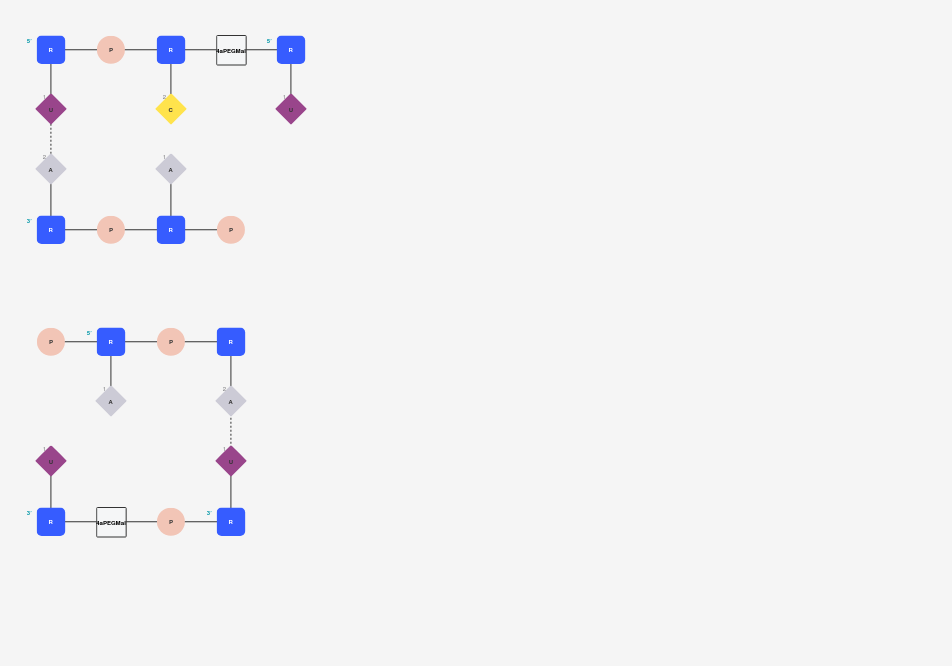 5' R P R HaPEGMal 5' R
1 U 2 C 1 U
2 A 1 A
3' R P R P
P 5' R P R
1 A 2 A
1 U 1 U
3' R HaPEGMal P 3' R